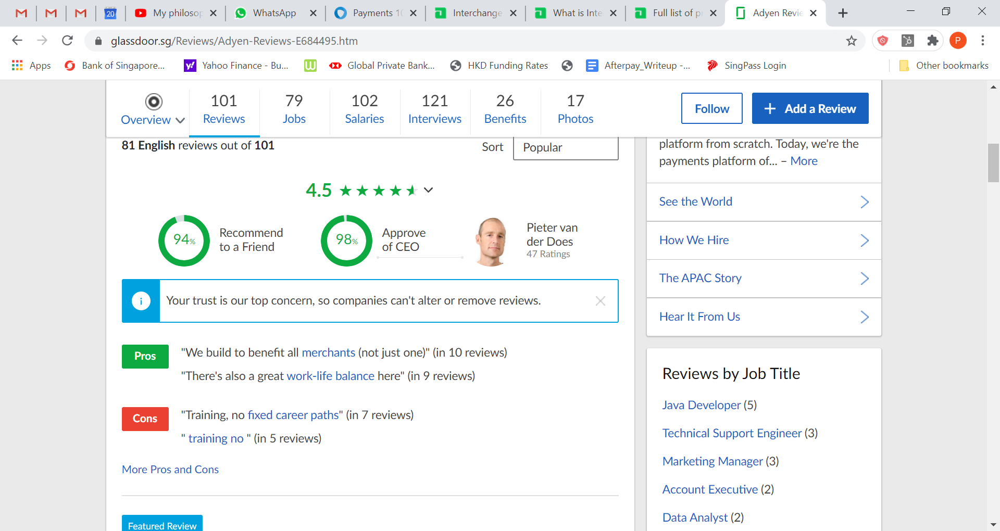 20
My philosop
WhatsApp
Payments 10
Interchange
What is Inte
Full list of p
Adyen Revie
glassdoor.sg/Reviews/Adyen-Reviews-E684495.htm
P
Apps
Bank of Singapore...
Yahoo Finance - Bu...
Global Private Bank...
HKD Funding Rates
Afterpay_Writeup -...
SingPass Login
Other bookmarks
Overview
101
Reviews
79
Jobs
102
Salaries
121
Interviews
26
Benefits
17
Photos
Follow
+ Add a Review
81 English reviews out of 101
Sort
Popular
4.5
94%
Recommend
to a Friend
98%
Approve
of CEO
Pieter van
der Does
47 Ratings
Your trust is our top concern, so companies can't alter or remove reviews.
Pros
"We build to benefit all merchants (not just one)" (in 10 reviews)
"There's also a great work-life balance here" (in 9 reviews)
Cons
"Training, no fixed career paths" (in 7 reviews)
" training no " (in 5 reviews)
More Pros and Cons
Featured Review
platform from scratch. Today, we're the
payments platform of... – More
See the World
How We Hire
The APAC Story
Hear It From Us
Reviews by Job Title
Java Developer (5)
Technical Support Engineer (3)
Marketing Manager (3)
Account Executive (2)
Data Analyst (2)